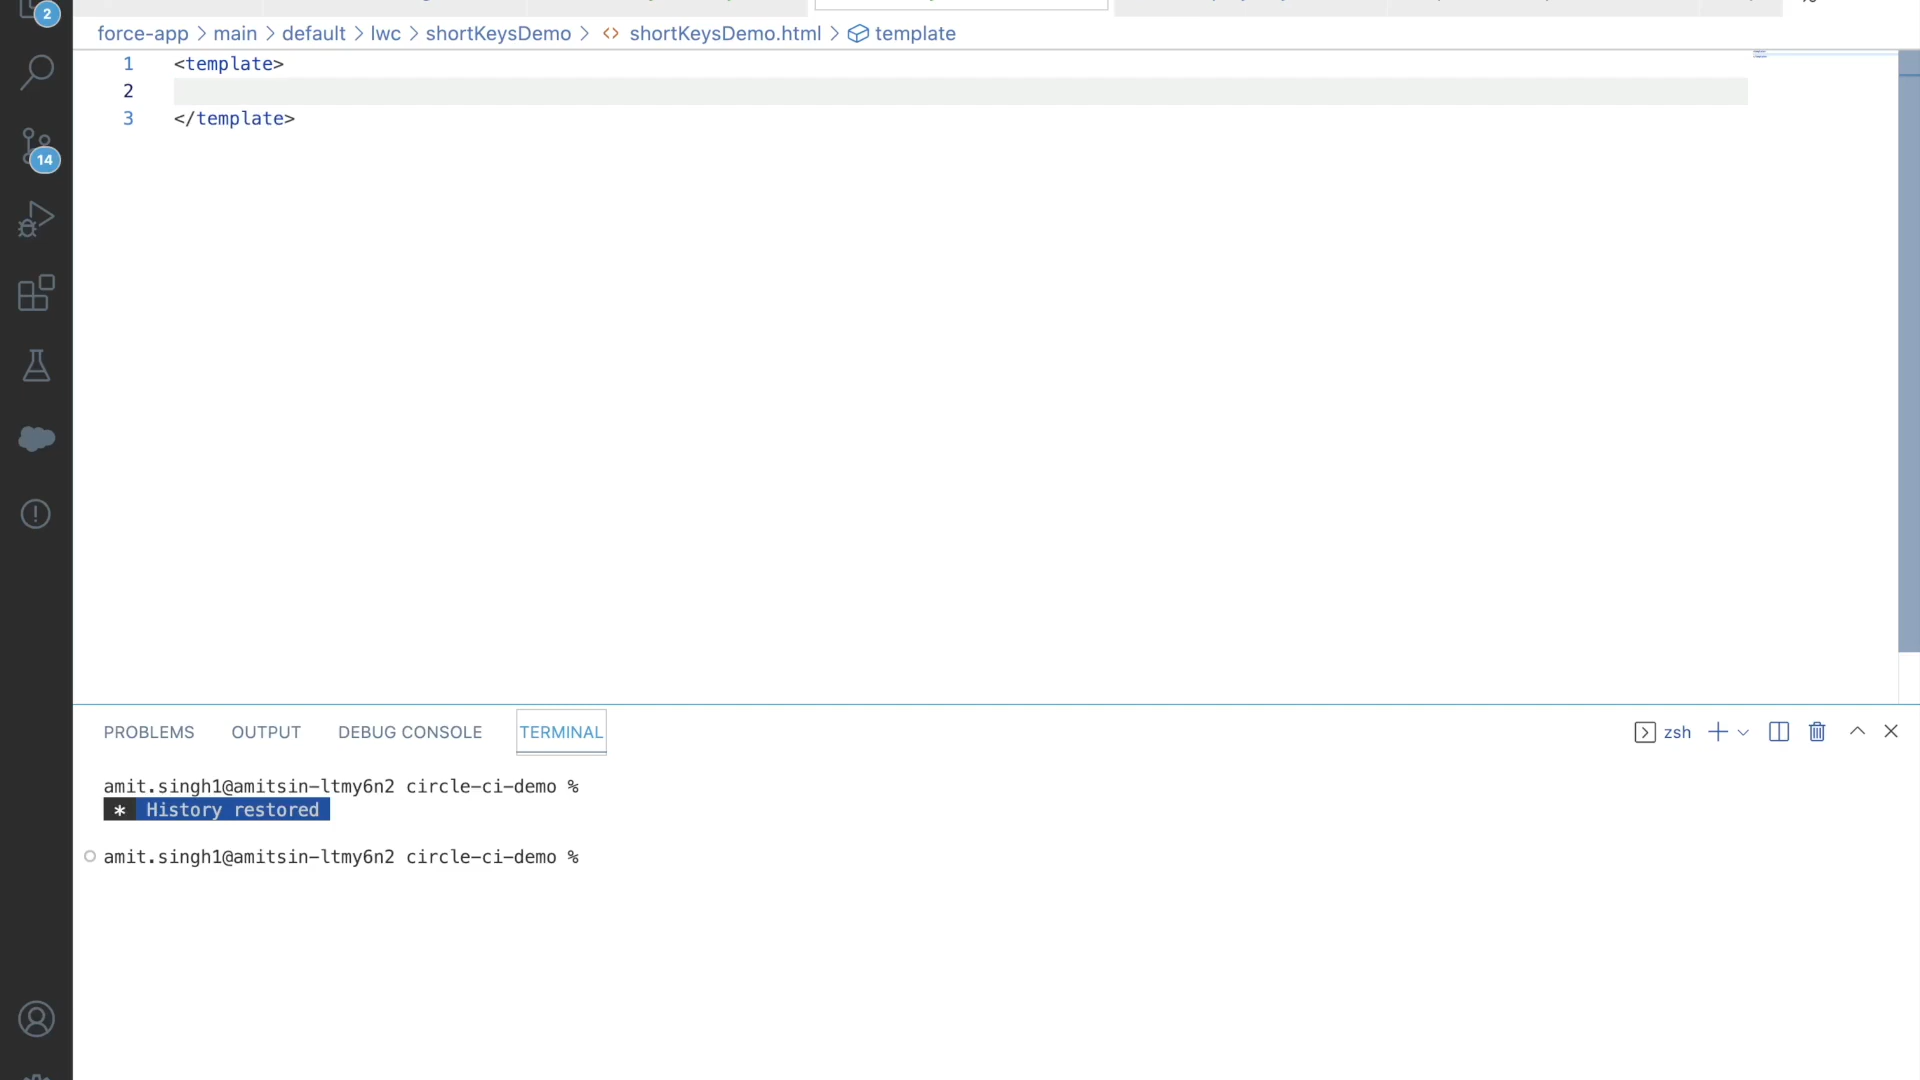 2
force-app > main > default > lwc > shortKeysDemo > <> shortKeysDemo.html > template
1 <template>
2
3 </template>
14
PROBLEMS OUTPUT DEBUG CONSOLE TERMINAL zsh
amit.singh1@amitsin-ltmy6n2 circle-ci-demo %
* History restored
amit.singh1@amitsin-ltmy6n2 circle-ci-demo %